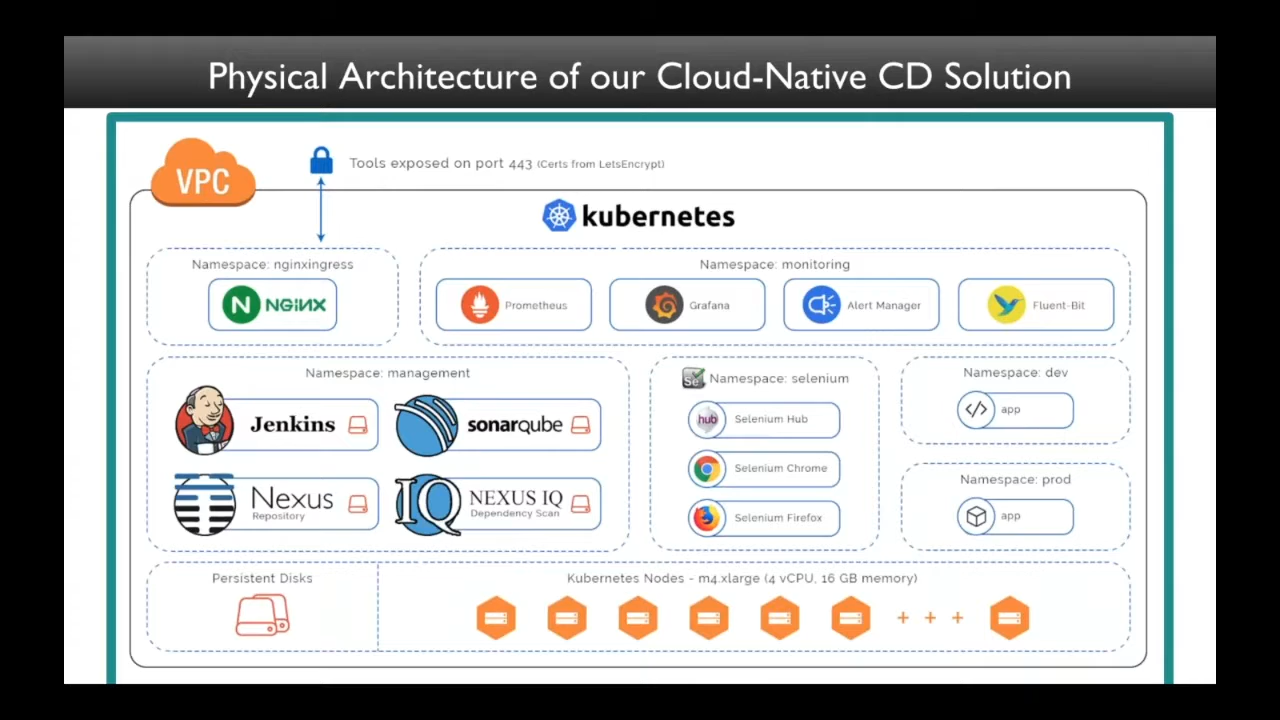 Physical Architecture of our Cloud-Native CD Solution
VPC
Tools exposed on port 443 (Certs from LetsEncrypt)
kubernetes
Namespace: nginxingress
NGINX
Namespace: monitoring
Prometheus
Grafana
Alert Manager
Fluent-Bit
Namespace: management
Jenkins
sonarqube
Nexus
Repository
IQ
NEXUS IQ
Dependency Scan
Se
Namespace: selenium
hub
Selenium Hub
Selenium Chrome
Selenium Firefox
Namespace: dev
</> app
Namespace: prod
app
Persistent Disks
Kubernetes Nodes - m4.xlarge (4 vCPU, 16 GB memory)
+ + +